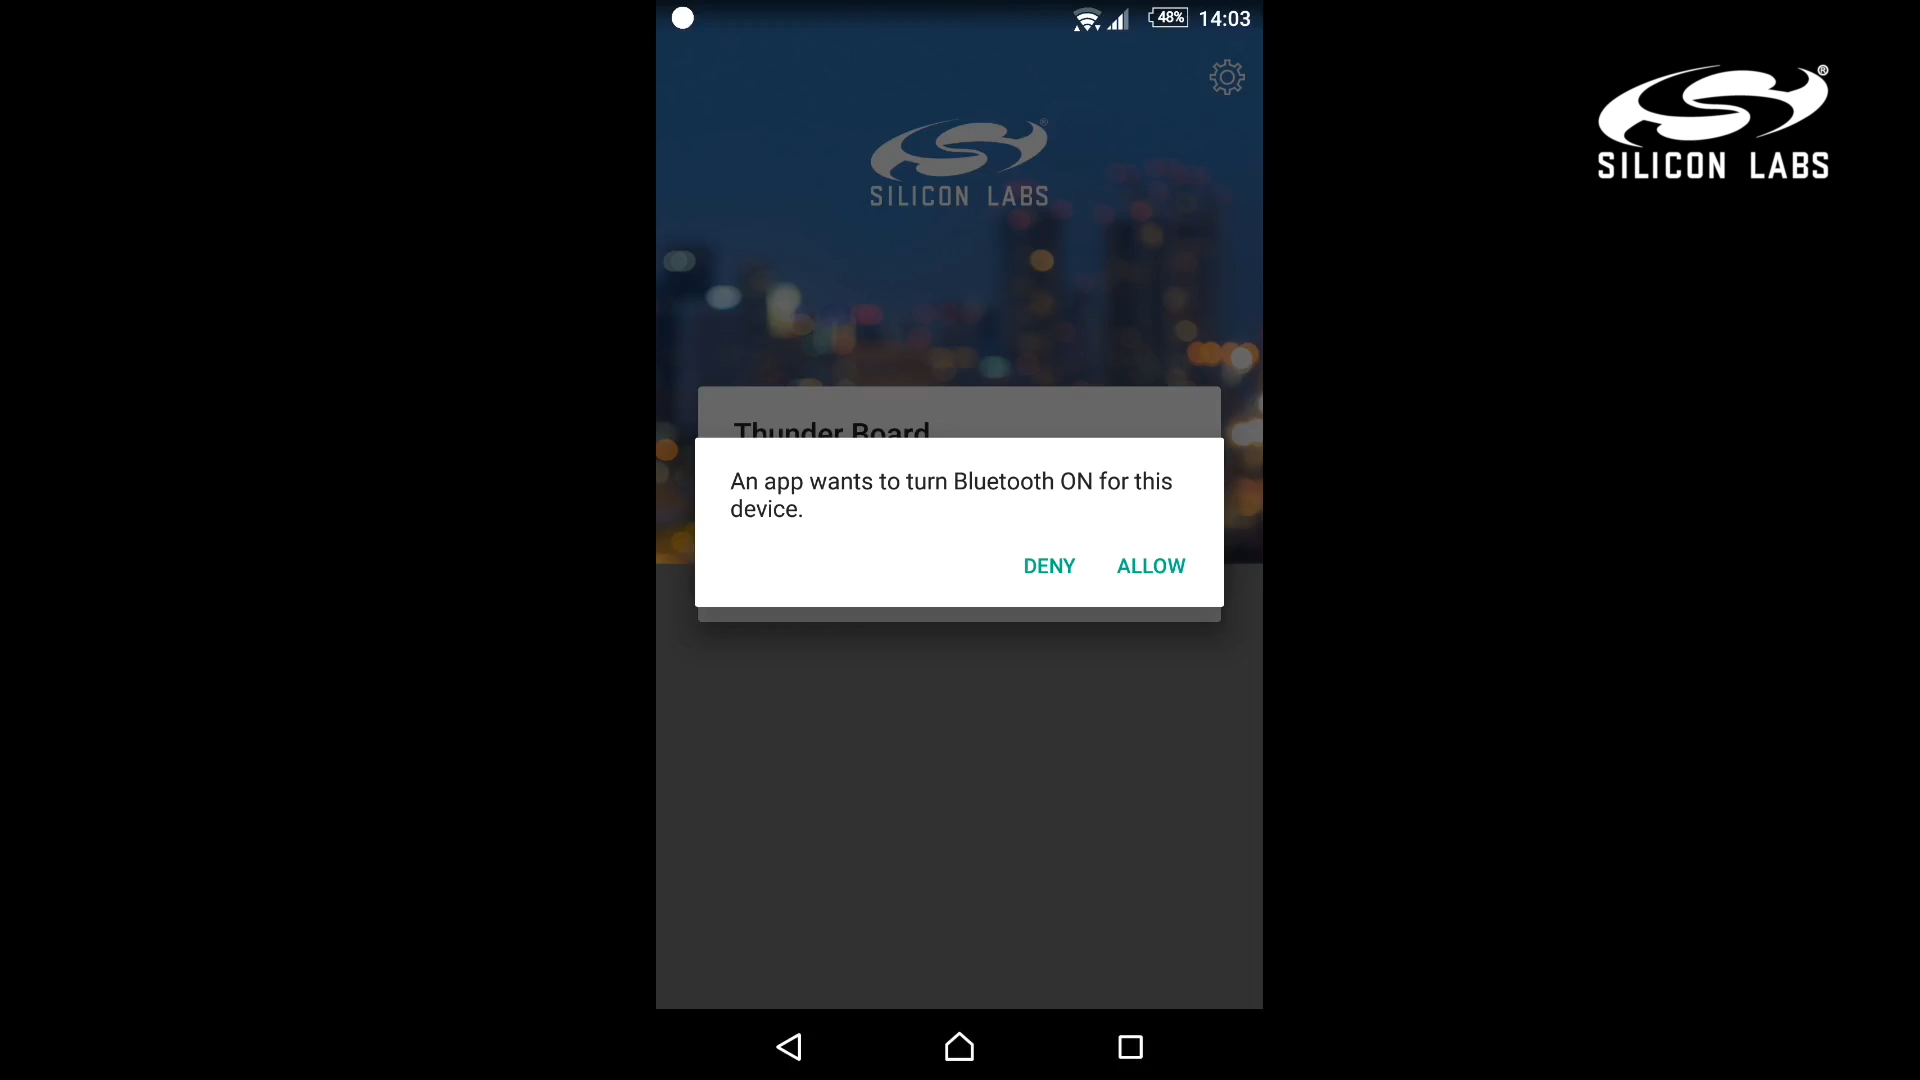 48% 14:03
SILICON LABS
SILICON LABS
Thunder Board
An app wants to turn Bluetooth ON for this
device.
DENY ALLOW